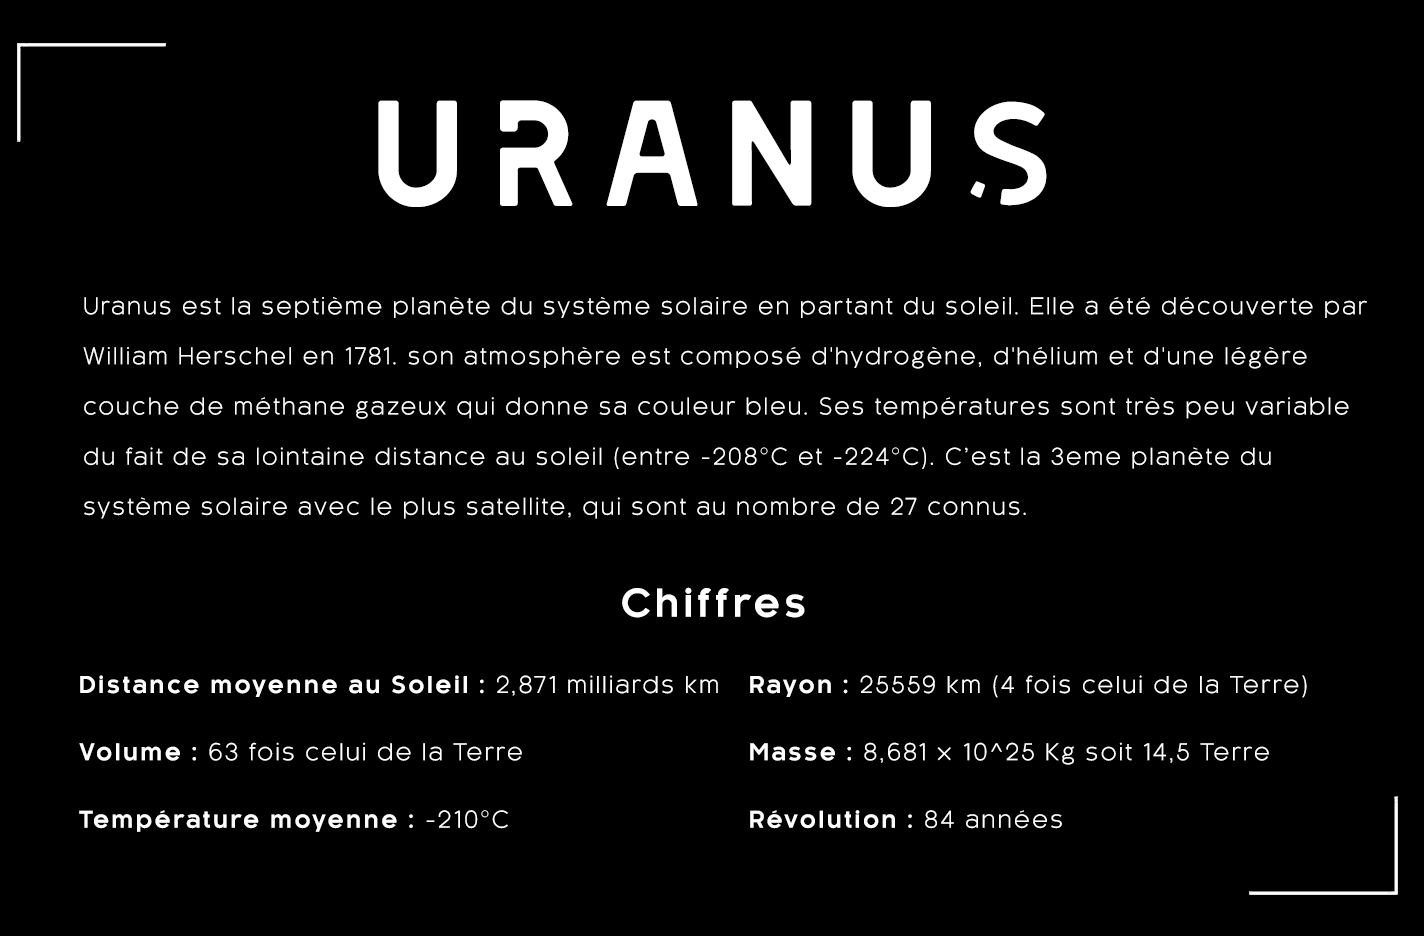 URANUS
Uranus est la septième planète du système solaire en partant du soleil. Elle a été découverte par
William Herschel en 1781. son atmosphère est composé d'hydrogène, d'hélium et d'une légère
couche de méthane gazeux qui donne sa couleur bleu. Ses températures sont très peu variable
du fait de sa lointaine distance au soleil (entre -208°C et -224°C). C'est la 3eme planète du
système solaire avec le plus satellite, qui sont au nombre de 27 connus.
Chiffres
Distance moyenne au Soleil : 2,871 milliards km
Rayon : 25559 km (4 fois celui de la Terre)
Volume : 63 fois celui de la Terre
Masse : 8,681 × 10^25 Kg soit 14,5 Terre
Température moyenne : -210°C
Révolution : 84 années